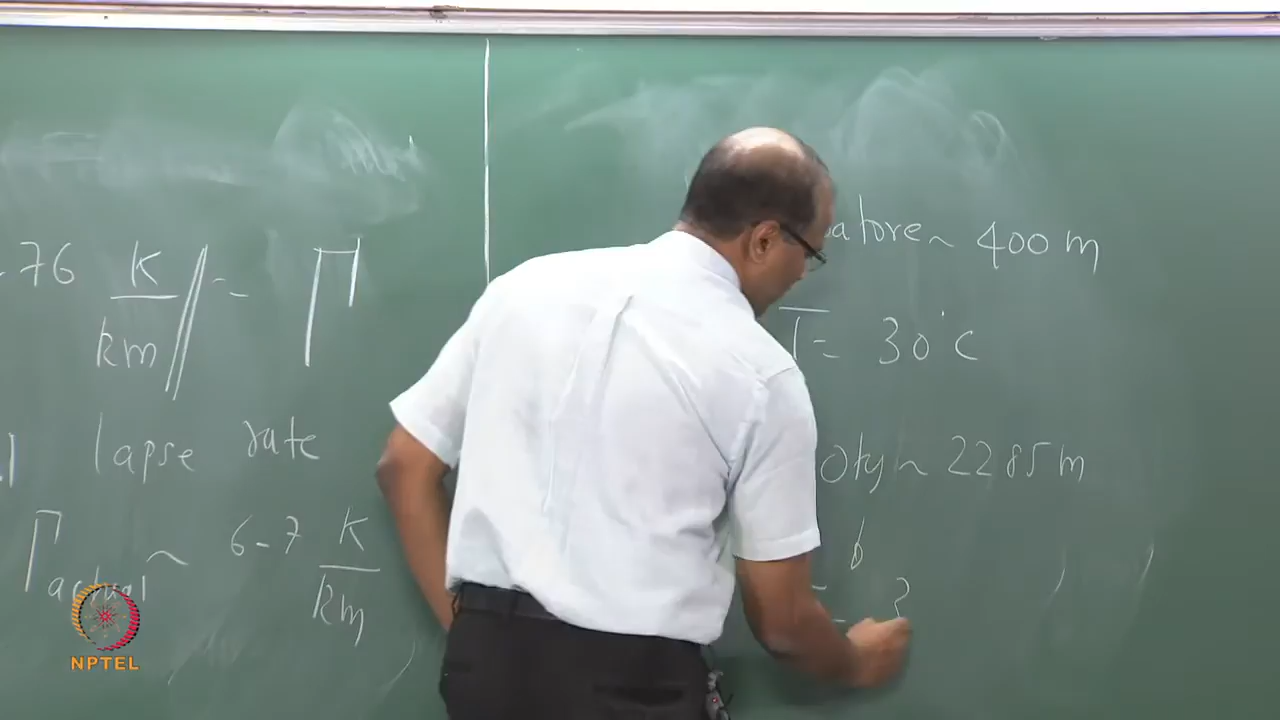 .76 K/km = Γ
lapse rate
Γactual ~ 6-7 K/km
atore ~ 400 m
T = 30°C
Oty ~ 2285 m
= ?
NPTEL